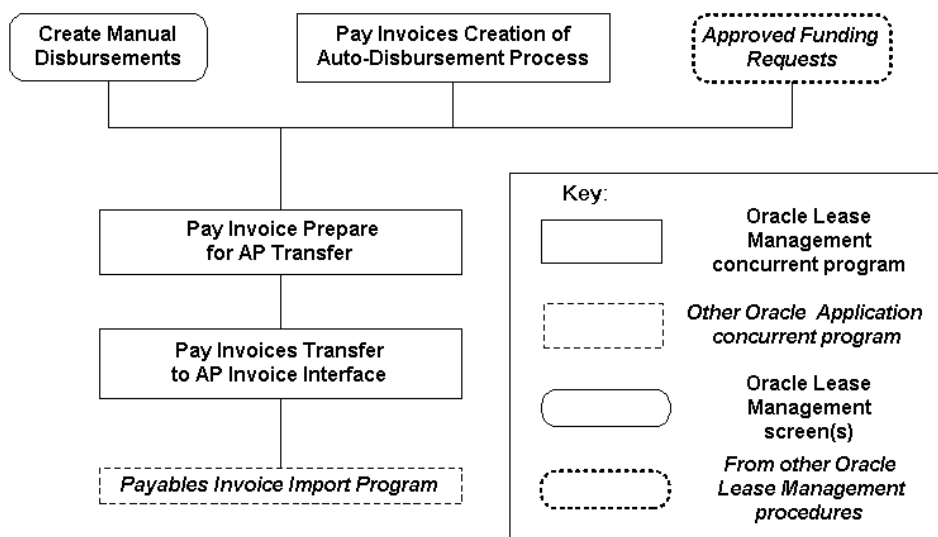 Create Manual
Disbursements
Pay Invoices Creation of
Auto-Disbursement Process
Approved Funding
Requests
Pay Invoice Prepare
for AP Transfer
Pay Invoices Transfer
to AP Invoice Interface
Payables Invoice Import Program
Key:
Oracle Lease
Management
concurrent program
Other Oracle Application
concurrent program
Oracle Lease
Management
screen(s)
From other Oracle
Lease Management
procedures